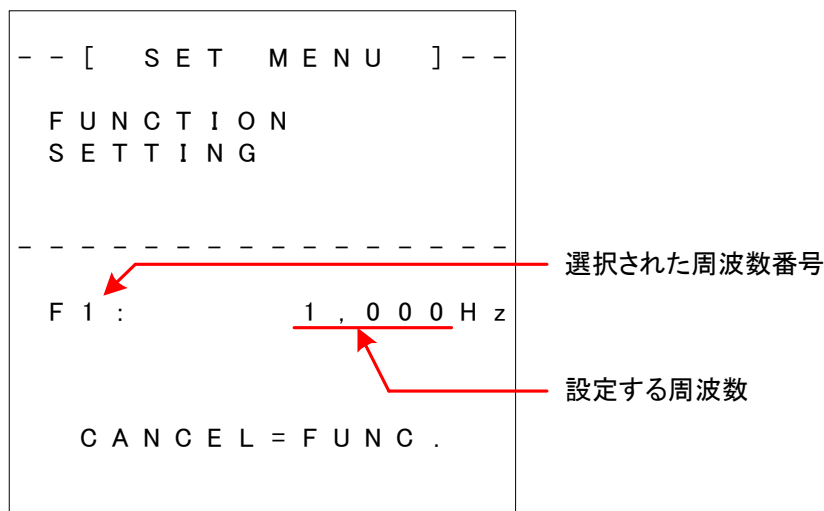 --[ SET MENU ]--
FUNCTION
SETTING
----------------
選択された周波数番号
F1: 1,000Hz
設定する周波数
CANCEL=FUNC.